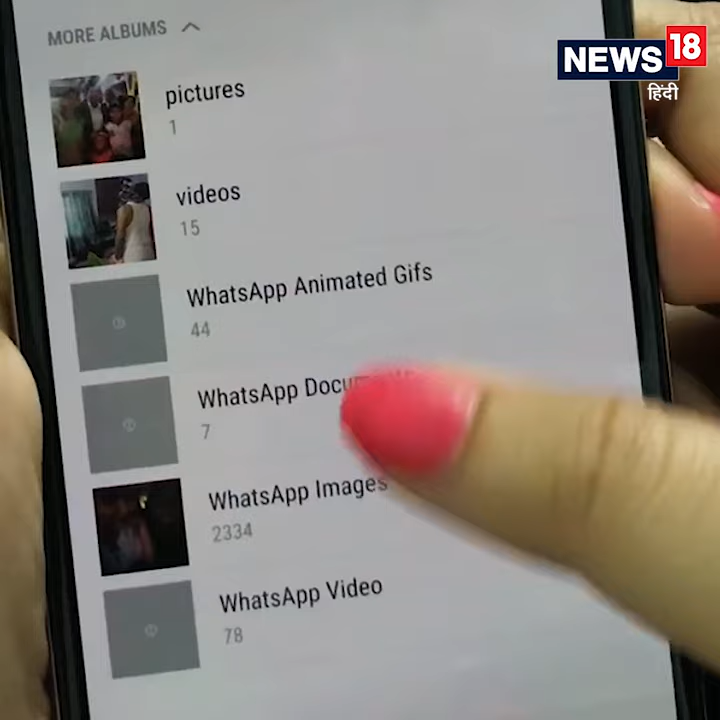 MORE ALBUMS
NEWS 18
हिंदी
pictures
1
videos
15
WhatsApp Animated Gifs
44
WhatsApp
7
WhatsApp Images
2334
WhatsApp Video
78